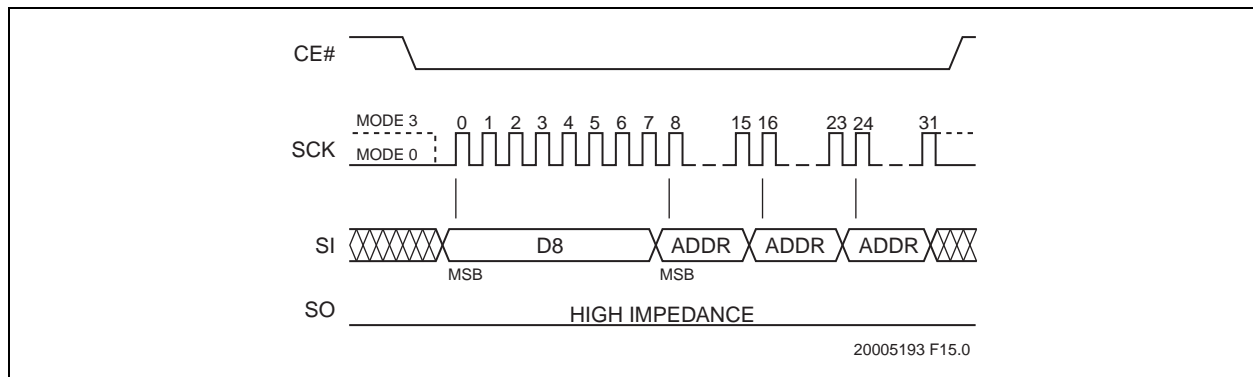 CE#
MODE 3
SCK
MODE 0
0 1 2 3 4 5 6 7 8 15 16 23 24 31
SI
D8 ADDR ADDR ADDR
MSB MSB
SO
HIGH IMPEDANCE
20005193 F15.0